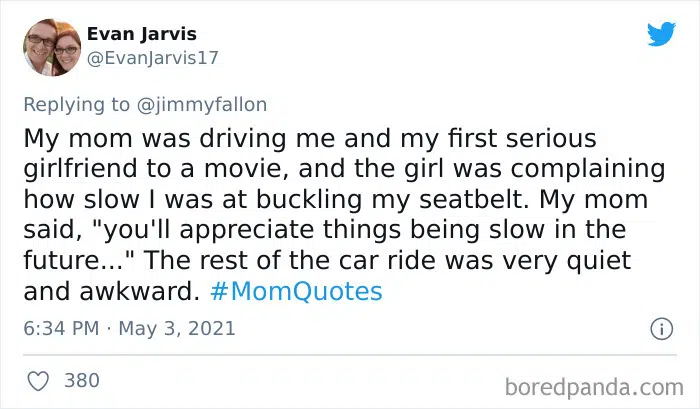 Evan Jarvis
@EvanJarvis17
Replying to @jimmyfallon
My mom was driving me and my first serious
girlfriend to a movie, and the girl was complaining
how slow I was at buckling my seatbelt. My mom
said, "you'll appreciate things being slow in the
future..." The rest of the car ride was very quiet
and awkward. #MomQuotes
6:34 PM · May 3, 2021
380
boredpanda.com